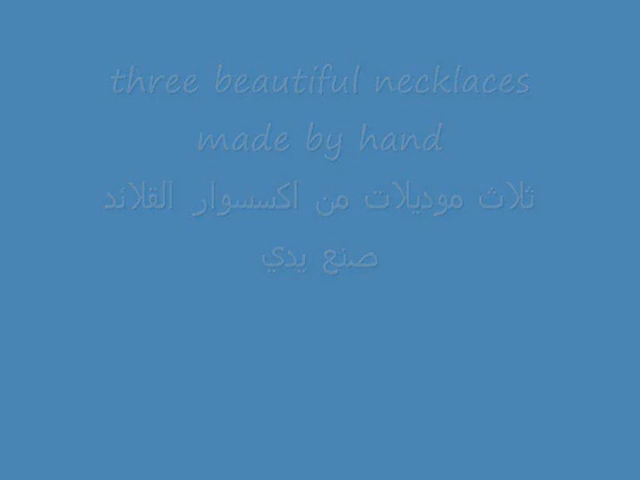 three beautiful necklaces
made by hand
ثلاث موديلات من اكسسوار القلائد
صنع يدي